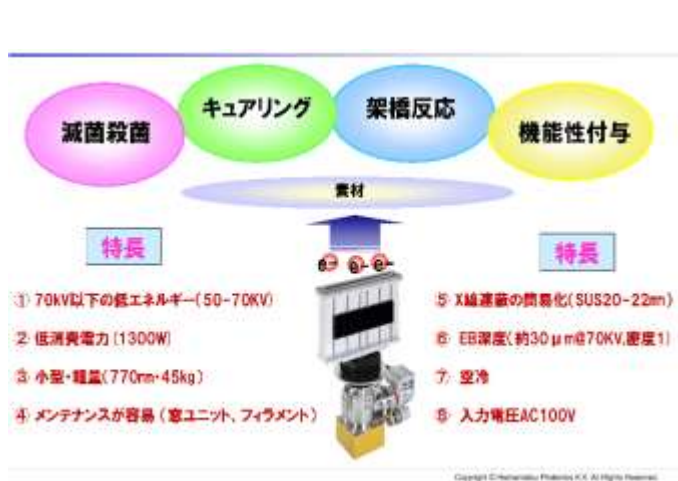 滅菌殺菌
キュアリング
架橋反応
機能性付与
素材
特長
特長
e- e- e-
① 70kV以下の低エネルギー(50-70KV)
② 低消費電力(1300W)
③ 小型・軽量(770mm・45kg)
④ メンテナンスが容易(窓ユニット、フィラメント)
⑤ X線遮蔽の簡易化(SUS20-22mm)
⑥ EB深度(約30μm@70KV,密度1)
⑦ 空冷
⑧ 入力電圧AC100V
Copyright © Hamamatsu Photonics K.K. All Rights Reserved.